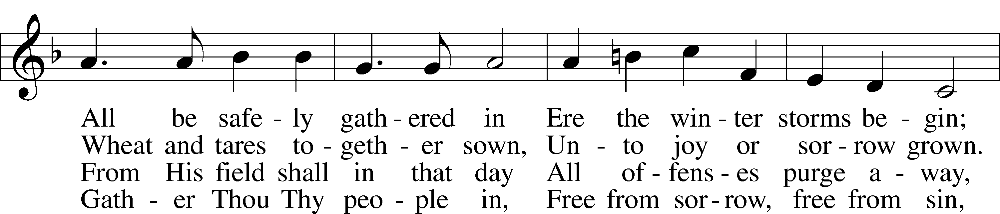 All be safe - ly gath - ered in Ere the win - ter storms be - gin;
Wheat and tares to - geth - er sown, Un - to joy or sor - row grown.
From His field shall in that day All of - fens - es purge a - way,
Gath - er Thou Thy peo - ple in, Free from sor - row, free from sin,